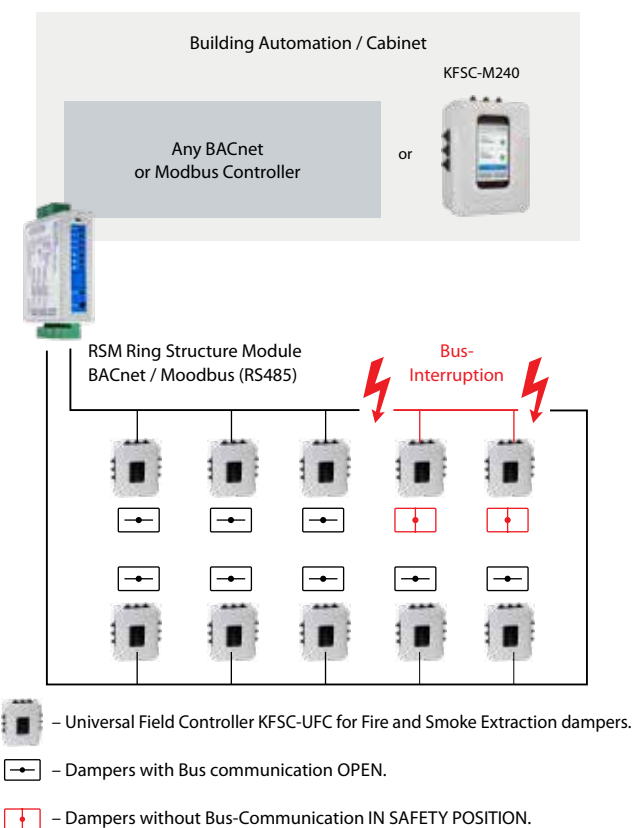 Building Automation / Cabinet
KFSC-M240
Any BACnet
or Modbus Controller
or
RSM Ring Structure Module
BACnet / Moodbus (RS485)
Bus-
Interruption
– Universal Field Controller KFSC-UFC for Fire and Smoke Extraction dampers.
– Dampers with Bus communication OPEN.
– Dampers without Bus-Communication IN SAFETY POSITION.